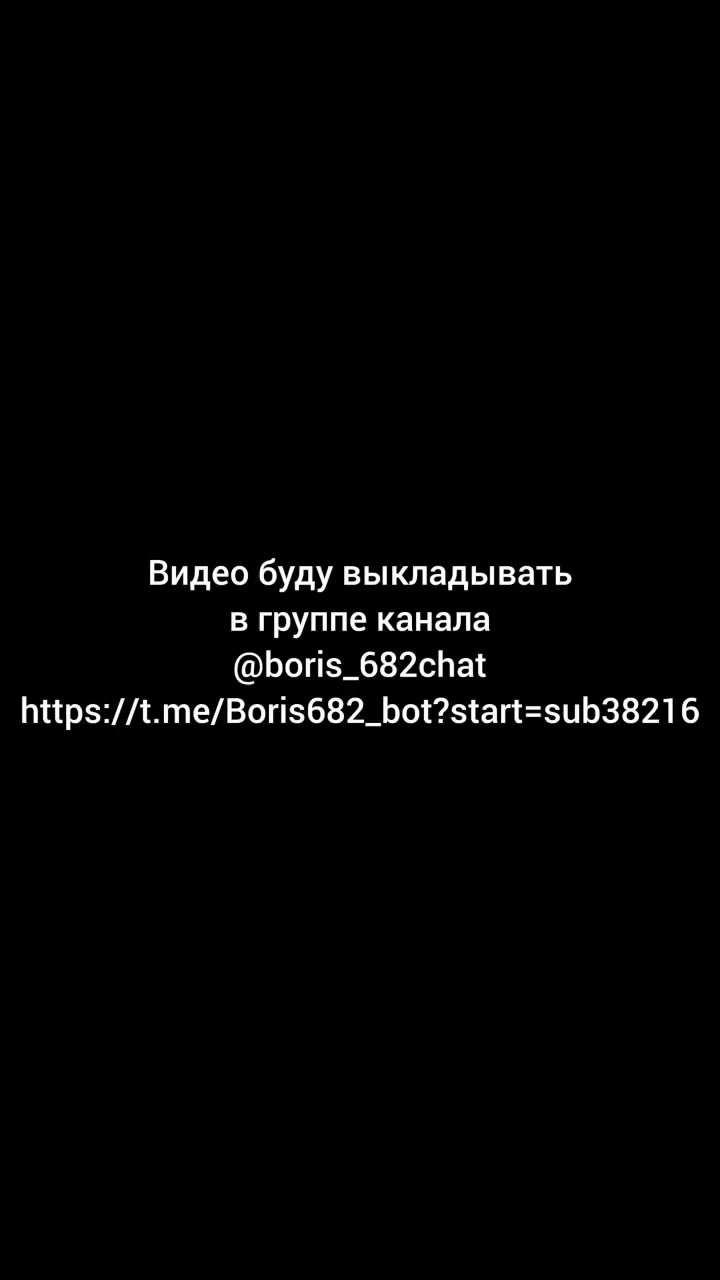 Видео буду выкладывать
в группе канала
@boris_682chat
https://t.me/Boris682_bot?start=sub38216